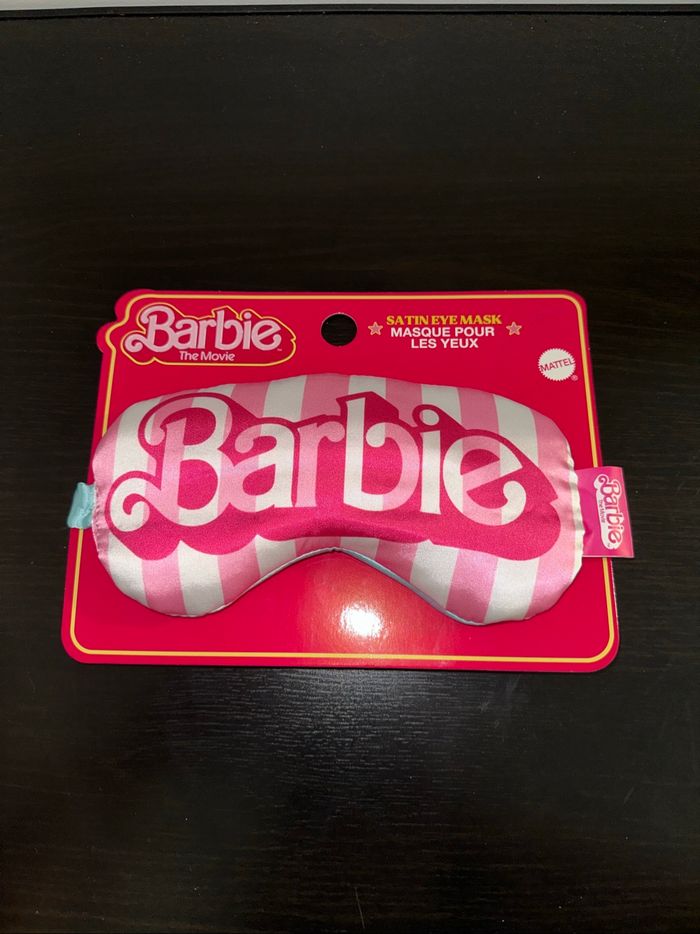 Barbie
The Movie
SATIN EYE MASK
MASQUE POUR
LES YEUX
MATTEL
®
Barbie
Barbie